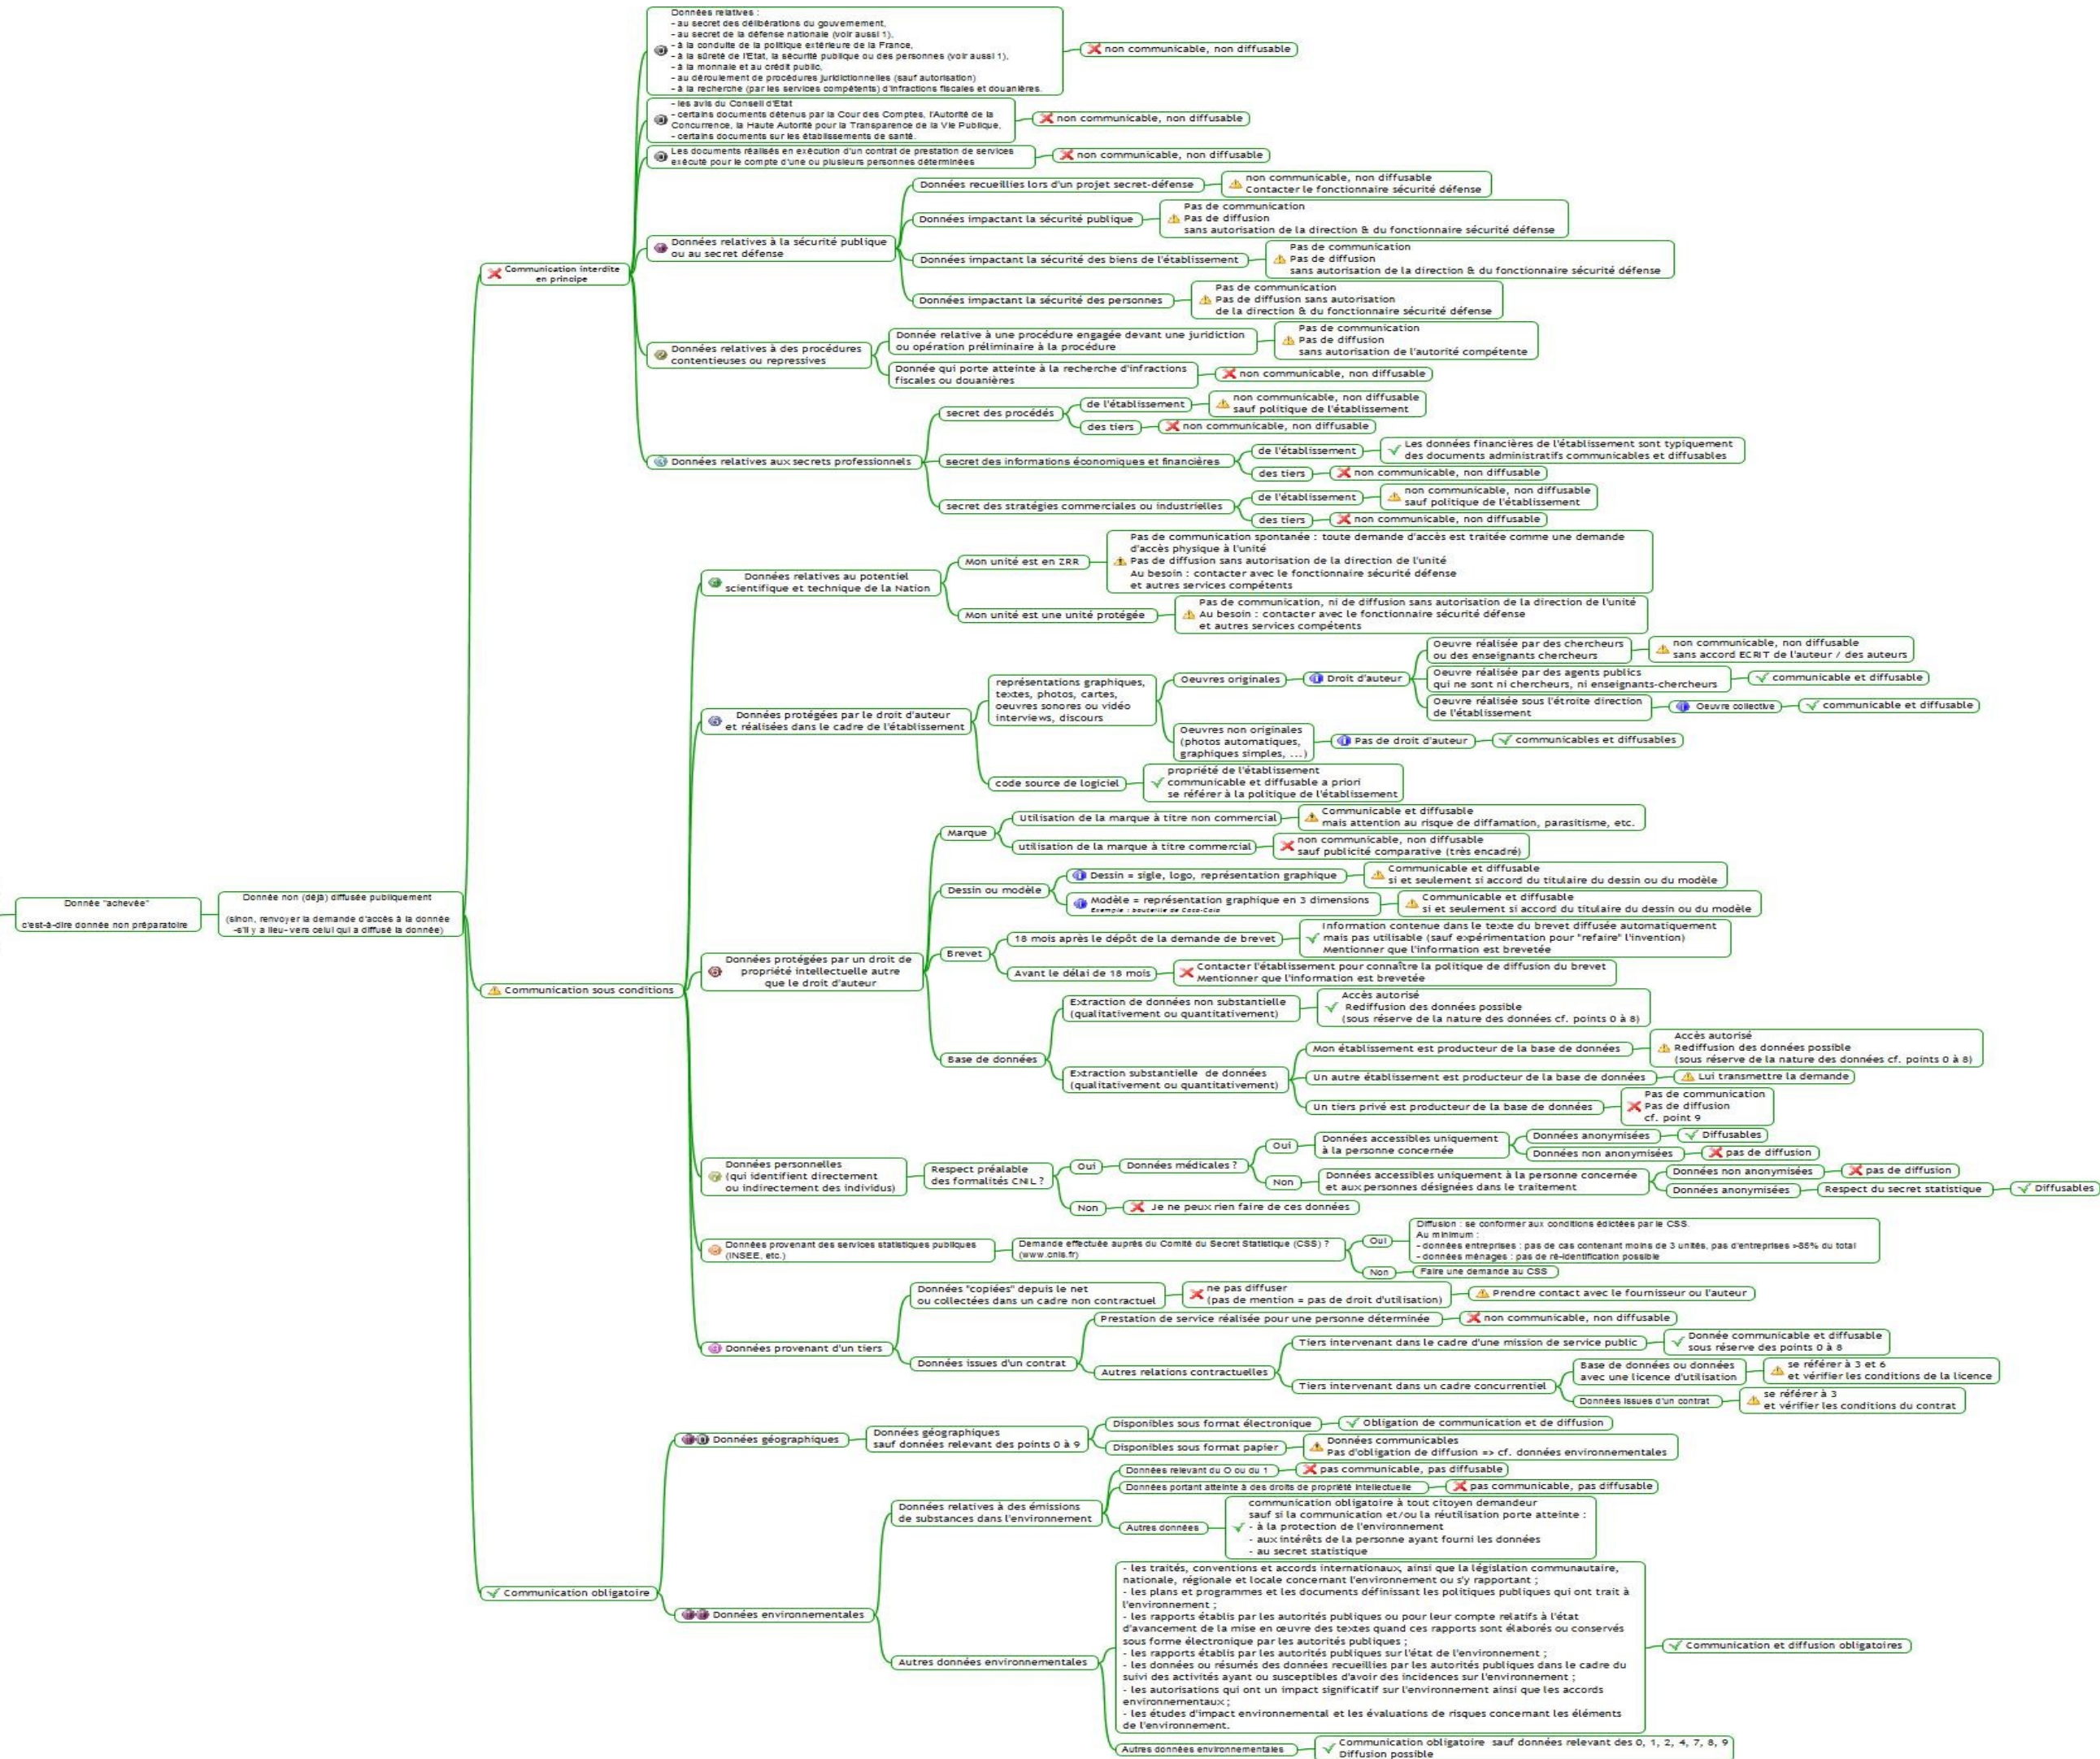 Donnée "achevée"
c'est-à-dire donnée non préparatoire
Donnée non (déjà) diffusée publiquement
(sinon, renvoyer la demande d'accès à la donnée
-s'il y a lieu- vers celui qui a diffusé la donnée)
Communication interdite
en principe
Données relatives :
- au secret des délibérations du gouvernement,
- au secret de la défense nationale (voir aussi 1),
- à la conduite de la politique extérieure de la France,
- à la sûreté de l'Etat, la sécurité publique ou des personnes (voir aussi 1),
- à la monnaie et au crédit public,
- au déroulement de procédures juridictionnelles (sauf autorisation)
- à la recherche (par les services compétents) d'infractions fiscales et douanières.
non communicable, non diffusable
- les avis du Conseil d'Etat
- certains documents détenus par la Cour des Comptes, l'Autorité de la
Concurrence, la Haute Autorité pour la Transparence de la Vie Publique,
- certains documents sur les établissements de santé.
non communicable, non diffusable
Les documents réalisés en exécution d'un contrat de prestation de services
exécuté pour le compte d'une ou plusieurs personnes déterminées
non communicable, non diffusable
Données relatives à la sécurité publique
ou au secret défense
Données recueillies lors d'un projet secret-défense
non communicable, non diffusable
Contacter le fonctionnaire sécurité défense
Données impactant la sécurité publique
Pas de communication
Pas de diffusion
sans autorisation de la direction & du fonctionnaire sécurité défense
Données impactant la sécurité des biens de l'établissement
Pas de communication
Pas de diffusion
sans autorisation de la direction & du fonctionnaire sécurité défense
Données impactant la sécurité des personnes
Pas de communication
Pas de diffusion sans autorisation
de la direction & du fonctionnaire sécurité défense
Données relatives à des procédures
contentieuses ou repressives
Donnée relative à une procédure engagée devant une juridiction
ou opération préliminaire à la procédure
Pas de communication
Pas de diffusion
sans autorisation de l'autorité compétente
Donnée qui porte atteinte à la recherche d'infractions
fiscales ou douanières
non communicable, non diffusable
Données relatives aux secrets professionnels
secret des procédés
de l'établissement
non communicable, non diffusable
sauf politique de l'établissement
des tiers
non communicable, non diffusable
secret des informations économiques et financières
de l'établissement
Les données financières de l'établissement sont typiquement
des documents administratifs communicables et diffusables
des tiers
non communicable, non diffusable
secret des stratégies commerciales ou industrielles
de l'établissement
non communicable, non diffusable
sauf politique de l'établissement
des tiers
non communicable, non diffusable
Communication sous conditions
Données relatives au potentiel
scientifique et technique de la Nation
Mon unité est en ZRR
Pas de communication spontanée : toute demande d'accès est traitée comme une demande
d'accès physique à l'unité
Pas de diffusion sans autorisation de la direction de l'unité
Au besoin : contacter avec le fonctionnaire sécurité défense
et autres services compétents
Mon unité est une unité protégée
Pas de communication, ni de diffusion sans autorisation de la direction de l'unité
Au besoin : contacter avec le fonctionnaire sécurité défense
et autres services compétents
Données protégées par le droit d'auteur
et réalisées dans le cadre de l'établissement
représentations graphiques,
textes, photos, cartes,
oeuvres sonores ou vidéo
interviews, discours
Oeuvres originales
Droit d'auteur
Oeuvre réalisée par des chercheurs
ou des enseignants chercheurs
non communicable, non diffusable
sans accord ECRIT de l'auteur / des auteurs
Oeuvre réalisée par des agents publics
qui ne sont ni chercheurs, ni enseignants-chercheurs
communicable et diffusable
Oeuvre réalisée sous l'étroite direction
de l'établissement
Oeuvre collective
communicable et diffusable
Oeuvres non originales
(photos automatiques,
graphiques simples, ...)
Pas de droit d'auteur
communicables et diffusables
code source de logiciel
propriété de l'établissement
communicable et diffusable a priori
se référer à la politique de l'établissement
Données protégées par un droit de
propriété intellectuelle autre
que le droit d'auteur
Marque
Utilisation de la marque à titre non commercial
Communicable et diffusable
mais attention au risque de diffamation, parasitisme, etc.
utilisation de la marque à titre commercial
non communicable, non diffusable
sauf publicité comparative (très encadré)
Dessin ou modèle
Dessin = sigle, logo, représentation graphique
Communicable et diffusable
si et seulement si accord du titulaire du dessin ou du modèle
Modèle = représentation graphique en 3 dimensions
Exemple : bouteille de Coca-Cola
Communicable et diffusable
si et seulement si accord du titulaire du dessin ou du modèle
Brevet
18 mois après le dépôt de la demande de brevet
Information contenue dans le texte du brevet diffusée automatiquement
mais pas utilisable (sauf expérimentation pour "refaire" l'invention)
Mentionner que l'information est brevetée
Avant le délai de 18 mois
Contacter l'établissement pour connaître la politique de diffusion du brevet
Mentionner que l'information est brevetée
Base de données
Extraction de données non substantielle
(qualitativement ou quantitativement)
Accès autorisé
Rediffusion des données possible
(sous réserve de la nature des données cf. points 0 à 8)
Extraction substantielle de données
(qualitativement ou quantitativement)
Mon établissement est producteur de la base de données
Accès autorisé
Rediffusion des données possible
(sous réserve de la nature des données cf. points 0 à 8)
Un autre établissement est producteur de la base de données
Lui transmettre la demande
Un tiers privé est producteur de la base de données
Pas de communication
Pas de diffusion
cf. point 9
Données personnelles
(qui identifient directement
ou indirectement des individus)
Respect préalable
des formalités CNIL ?
Oui
Données médicales ?
Oui
Données accessibles uniquement
à la personne concernée
Données anonymisées
Diffusables
Données non anonymisées
pas de diffusion
Non
Données accessibles uniquement à la personne concernée
et aux personnes désignées dans le traitement
Données non anonymisées
pas de diffusion
Données anonymisées
Respect du secret statistique
Diffusables
Non
Je ne peux rien faire de ces données
Données provenant des services statistiques publiques
(INSEE, etc.)
Demande effectuée auprès du Comité du Secret Statistique (CSS) ?
(www.cnis.fr)
Oui
Diffusion : se conformer aux conditions édictées par le CSS.
Au minimum :
- données entreprises : pas de cas contenant moins de 3 unités, pas d'entreprises >85% du total
- données ménages : pas de ré-identification possible
Non
Faire une demande au CSS
Données provenant d'un tiers
Données "copiées" depuis le net
ou collectées dans un cadre non contractuel
ne pas diffuser
(pas de mention = pas de droit d'utilisation)
Prendre contact avec le fournisseur ou l'auteur
Données issues d'un contrat
Prestation de service réalisée pour une personne déterminée
non communicable, non diffusable
Autres relations contractuelles
Tiers intervenant dans le cadre d'une mission de service public
Donnée communicable et diffusable
sous réserve des points 0 à 8
Tiers intervenant dans un cadre concurrentiel
Base de données ou données
avec une licence d'utilisation
se référer à 3 et 6
et vérifier les conditions de la licence
Données issues d'un contrat
se référer à 3
et vérifier les conditions du contrat
Communication obligatoire
Données géographiques
Données géographiques
sauf données relevant des points 0 à 9
Disponibles sous format électronique
Obligation de communication et de diffusion
Disponibles sous format papier
Données communicables
Pas d'obligation de diffusion => cf. données environnementales
Données environnementales
Données relatives à des émissions
de substances dans l'environnement
Données relevant du O ou du 1
pas communicable, pas diffusable
Données portant atteinte à des droits de propriété intellectuelle
pas communicable, pas diffusable
Autres données
communication obligatoire à tout citoyen demandeur
sauf si la communication et/ou la réutilisation porte atteinte :
- à la protection de l'environnement
- aux intérêts de la personne ayant fourni les données
- au secret statistique
Autres données environnementales
- les traités, conventions et accords internationaux, ainsi que la législation communautaire,
nationale, régionale et locale concernant l'environnement ou s'y rapportant ;
- les plans et programmes et les documents définissant les politiques publiques qui ont trait à
l'environnement ;
- les rapports établis par les autorités publiques ou pour leur compte relatifs à l'état
d'avancement de la mise en œuvre des textes quand ces rapports sont élaborés ou conservés
sous forme électronique par les autorités publiques ;
- les rapports établis par les autorités publiques sur l'état de l'environnement ;
- les données ou résumés des données recueillies par les autorités publiques dans le cadre du
suivi des activités ayant ou susceptibles d'avoir des incidences sur l'environnement ;
- les autorisations qui ont un impact significatif sur l'environnement ainsi que les accords
environnementaux ;
- les études d'impact environnemental et les évaluations de risques concernant les éléments
de l'environnement.
Communication et diffusion obligatoires
Autres données environnementales
Communication obligatoire sauf données relevant des 0, 1, 2, 4, 7, 8, 9
Diffusion possible